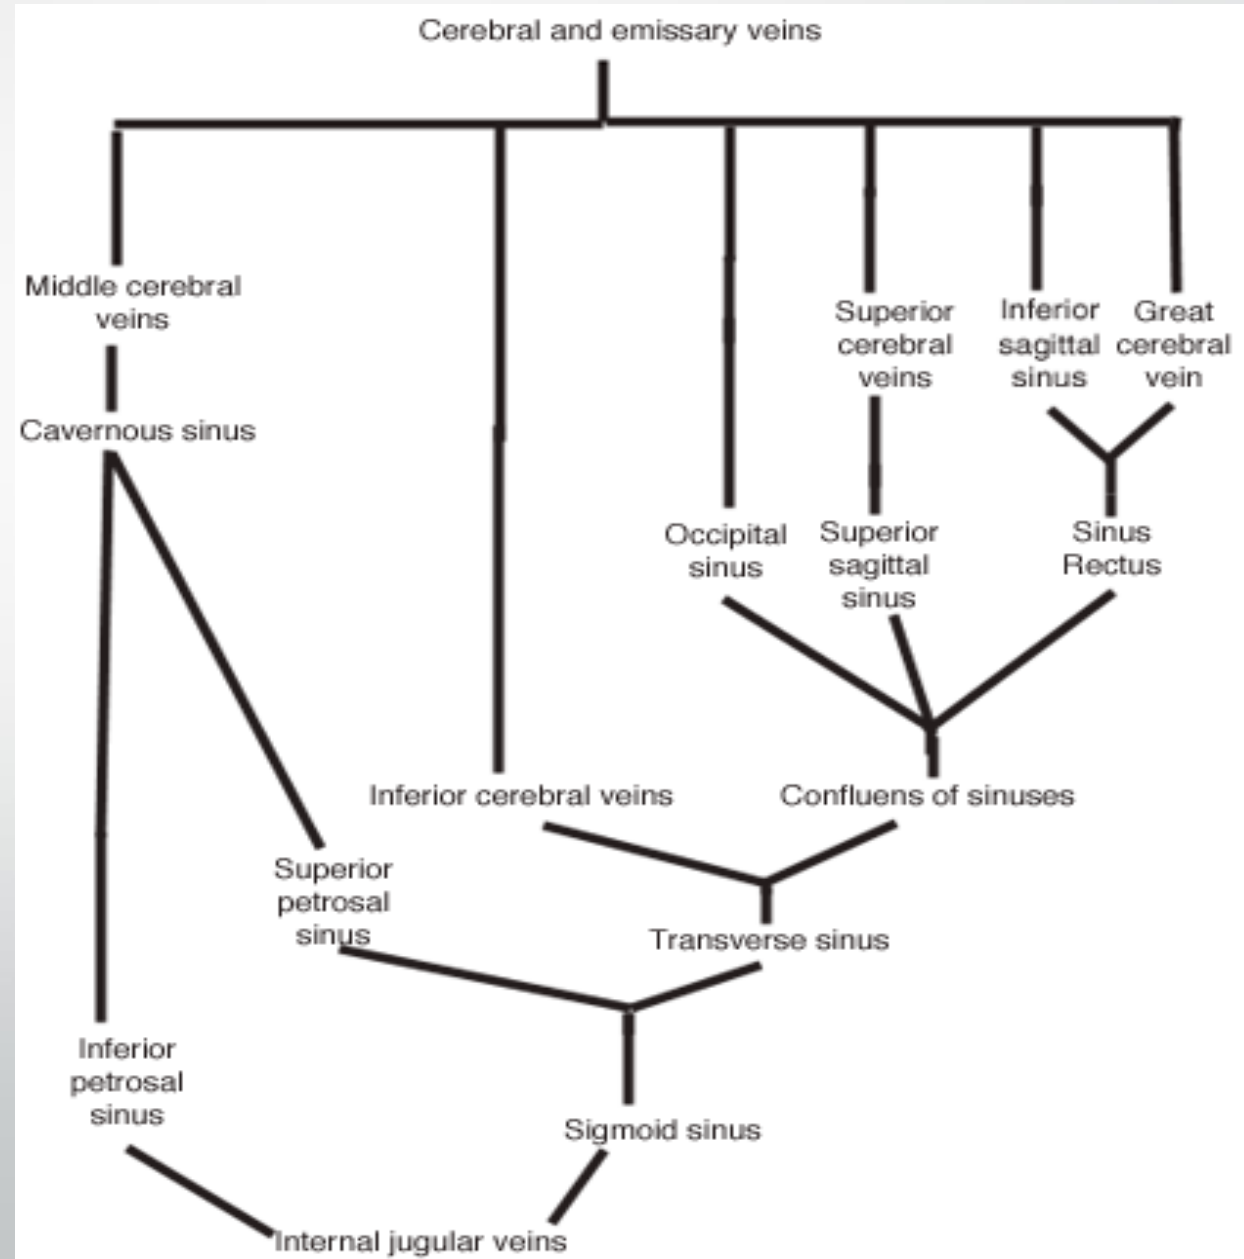 Cerebral and emissary veins
Middle cerebral
veins
Superior
cerebral
veins
Inferior
sagittal
sinus
Great
cerebral
vein
Cavernous sinus
Occipital
sinus
Superior
sagittal
sinus
Sinus
Rectus
Inferior cerebral veins
Confluens of sinuses
Superior
petrosal
sinus
Transverse sinus
Inferior
petrosal
sinus
Sigmoid sinus
Internal jugular veins